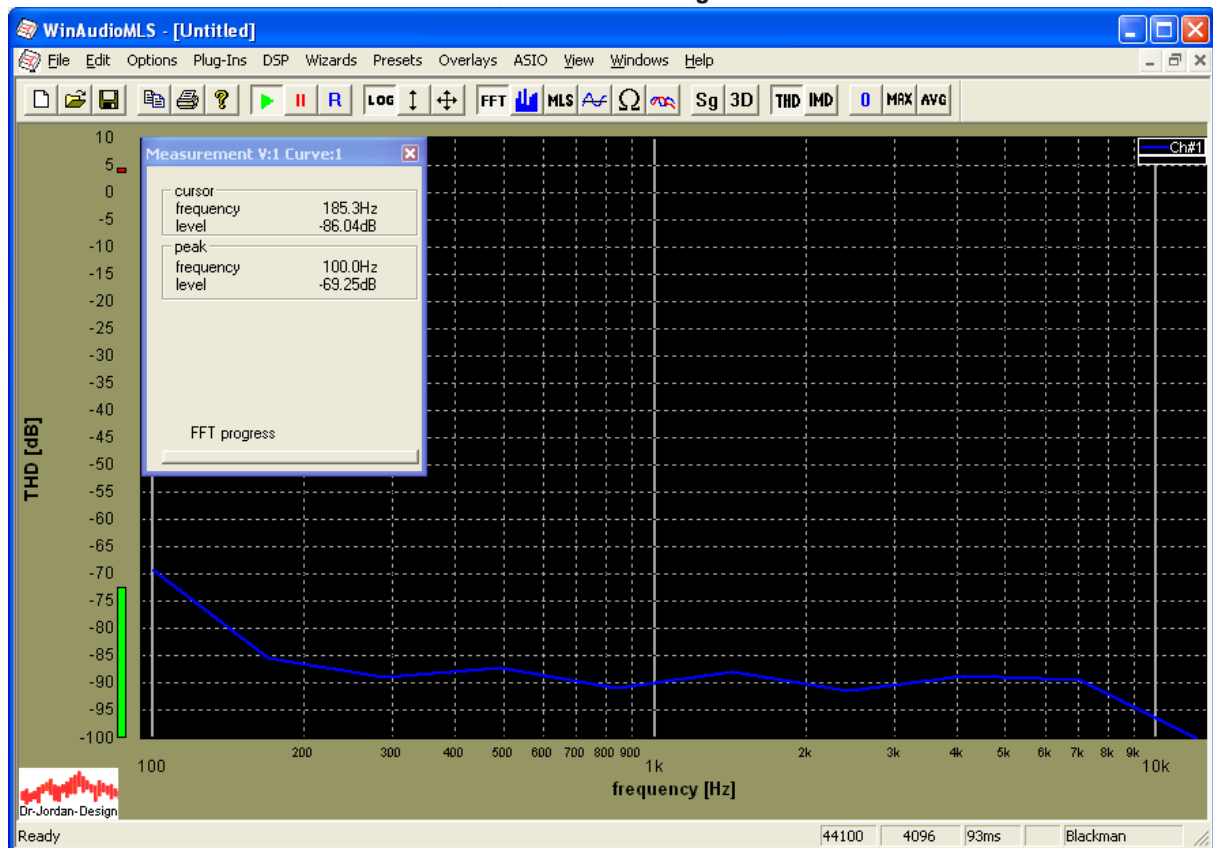 WinAudioMLS - [Untitled]
File Edit Options Plug-Ins DSP Wizards Presets Overlays ASIO View Windows Help
R LOG FFT MLS Ω Sg 3D THD IMD 0 MAX AVG
Measurement V:1 Curve:1
cursor
frequency 185.3Hz
level -86.04dB
peak
frequency 100.0Hz
level -69.25dB
FFT progress
Ch#1
THD [dB]
10
5
0
-5
-10
-15
-20
-25
-30
-35
-40
-45
-50
-55
-60
-65
-70
-75
-80
-85
-90
-95
-100
200 300 400 500 600 700 800 900 2k 3k 4k 5k 6k 7k 8k 9k
100 1k 10k
frequency [Hz]
Dr-Jordan-Design
Ready 44100 4096 93ms Blackman